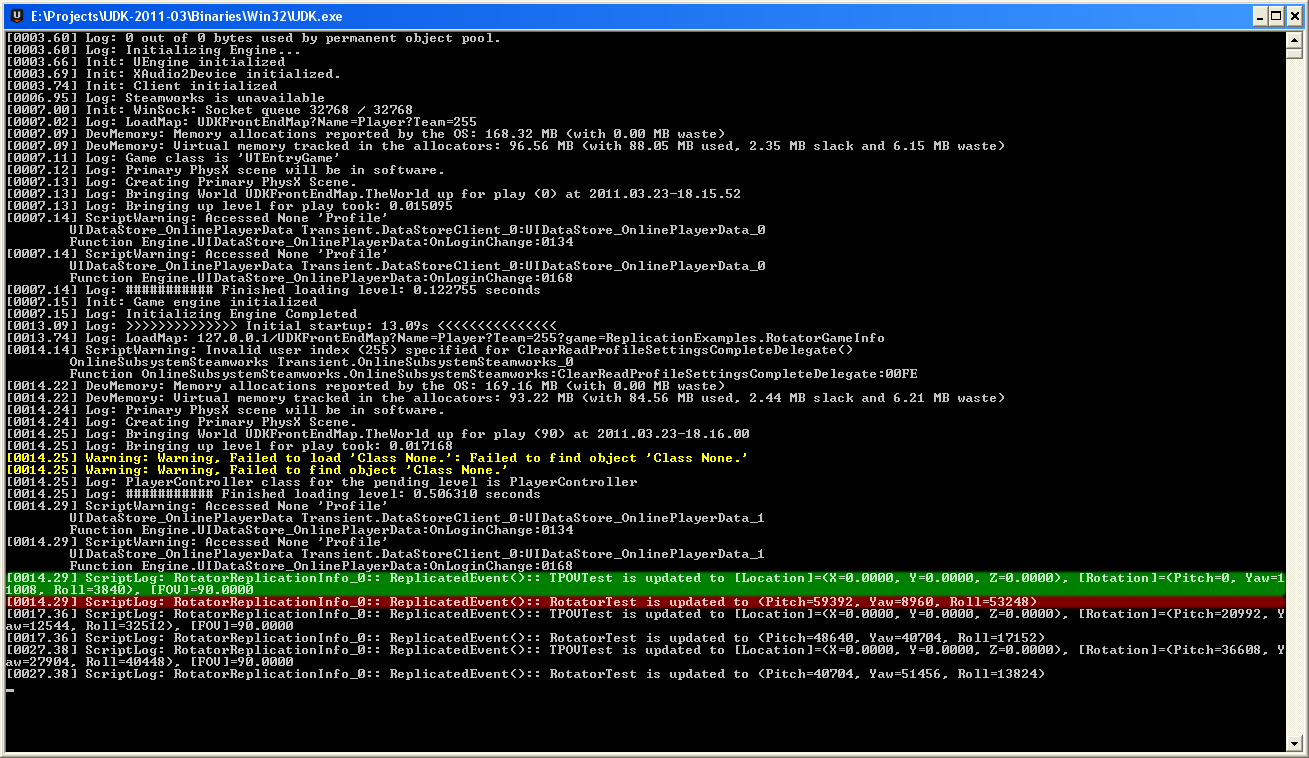 E:\Projects\UDK-2011-03\Binaries\Win32\UDK.exe
[0003.60] Log: 0 out of 0 bytes used by permanent object pool.
[0003.60] Log: Initializing Engine...
[0003.66] Init: UEngine initialized
[0003.69] Init: XAudio2Device initialized.
[0003.74] Init: Client initialized
[0006.95] Log: Steamworks is unavailable
[0007.00] Init: WinSock: Socket queue 32768 / 32768
[0007.02] Log: LoadMap: UDKFrontEndMap?Name=Player?Team=255
[0007.09] DevMemory: Memory allocations reported by the OS: 168.32 MB (with 0.00 MB waste)
[0007.09] DevMemory: Virtual memory tracked in the allocators: 96.56 MB (with 88.05 MB used, 2.35 MB slack and 6.15 MB waste)
[0007.11] Log: Game class is 'UTEntryGame'
[0007.12] Log: Primary PhysX scene will be in software.
[0007.13] Log: Creating Primary PhysX Scene.
[0007.13] Log: Bringing World UDKFrontEndMap.TheWorld up for play (0) at 2011.03.23-18.15.52
[0007.13] Log: Bringing up level for play took: 0.015095
[0007.14] ScriptWarning: Accessed None 'Profile'
UIDataStore_OnlinePlayerData Transient.DataStoreClient_0:UIDataStore_OnlinePlayerData_0
Function Engine.UIDataStore_OnlinePlayerData:OnLoginChange:0134
[0007.14] ScriptWarning: Accessed None 'Profile'
UIDataStore_OnlinePlayerData Transient.DataStoreClient_0:UIDataStore_OnlinePlayerData_0
Function Engine.UIDataStore_OnlinePlayerData:OnLoginChange:0168
[0007.14] Log: ########### Finished loading level: 0.122755 seconds
[0007.15] Init: Game engine initialized
[0007.15] Log: Initializing Engine Completed
[0013.09] Log: >>>>>>>>>>>>>> Initial startup: 13.09s <<<<<<<<<<<<<<<
[0013.74] Log: LoadMap: 127.0.0.1/UDKFrontEndMap?Name=Player?Team=255?game=ReplicationExamples.RotatorGameInfo
[0014.14] ScriptWarning: Invalid user index (255) specified for ClearReadProfileSettingsCompleteDelegate()
OnlineSubsystemSteamworks Transient.OnlineSubsystemSteamworks_0
Function OnlineSubsystemSteamworks.OnlineSubsystemSteamworks:ClearReadProfileSettingsCompleteDelegate:00FE
[0014.22] DevMemory: Memory allocations reported by the OS: 169.16 MB (with 0.00 MB waste)
[0014.22] DevMemory: Virtual memory tracked in the allocators: 93.22 MB (with 84.56 MB used, 2.44 MB slack and 6.21 MB waste)
[0014.24] Log: Primary PhysX scene will be in software.
[0014.24] Log: Creating Primary PhysX Scene.
[0014.25] Log: Bringing World UDKFrontEndMap.TheWorld up for play (90) at 2011.03.23-18.16.00
[0014.25] Log: Bringing up level for play took: 0.017168
[0014.25] Warning: Warning, Failed to load 'Class None.': Failed to find object 'Class None.'
[0014.25] Warning: Warning, Failed to find object 'Class None.'
[0014.25] Log: PlayerController class for the pending level is PlayerController
[0014.25] Log: ########### Finished loading level: 0.506310 seconds
[0014.29] ScriptWarning: Accessed None 'Profile'
UIDataStore_OnlinePlayerData Transient.DataStoreClient_0:UIDataStore_OnlinePlayerData_1
Function Engine.UIDataStore_OnlinePlayerData:OnLoginChange:0134
[0014.29] ScriptWarning: Accessed None 'Profile'
UIDataStore_OnlinePlayerData Transient.DataStoreClient_0:UIDataStore_OnlinePlayerData_1
Function Engine.UIDataStore_OnlinePlayerData:OnLoginChange:0168
[0014.29] ScriptLog: RotatorReplicationInfo_0:: ReplicatedEvent():: TPOVTest is updated to [Location]=(X=0.0000, Y=0.0000, Z=0.0000), [Rotation]=(Pitch=0, Yaw=1
1008, Roll=3840), [FOV]=90.0000
[0014.29] ScriptLog: RotatorReplicationInfo_0:: ReplicatedEvent():: RotatorTest is updated to (Pitch=59392, Yaw=8960, Roll=53248)
[0017.36] ScriptLog: RotatorReplicationInfo_0:: ReplicatedEvent():: TPOVTest is updated to [Location]=(X=0.0000, Y=0.0000, Z=0.0000), [Rotation]=(Pitch=20992, Y
aw=12544, Roll=32512), [FOV]=90.0000
[0017.36] ScriptLog: RotatorReplicationInfo_0:: ReplicatedEvent():: RotatorTest is updated to (Pitch=48640, Yaw=40704, Roll=17152)
[0027.38] ScriptLog: RotatorReplicationInfo_0:: ReplicatedEvent():: TPOVTest is updated to [Location]=(X=0.0000, Y=0.0000, Z=0.0000), [Rotation]=(Pitch=36608, Y
aw=27904, Roll=40448), [FOV]=90.0000
[0027.38] ScriptLog: RotatorReplicationInfo_0:: ReplicatedEvent():: RotatorTest is updated to (Pitch=40704, Yaw=51456, Roll=13824)